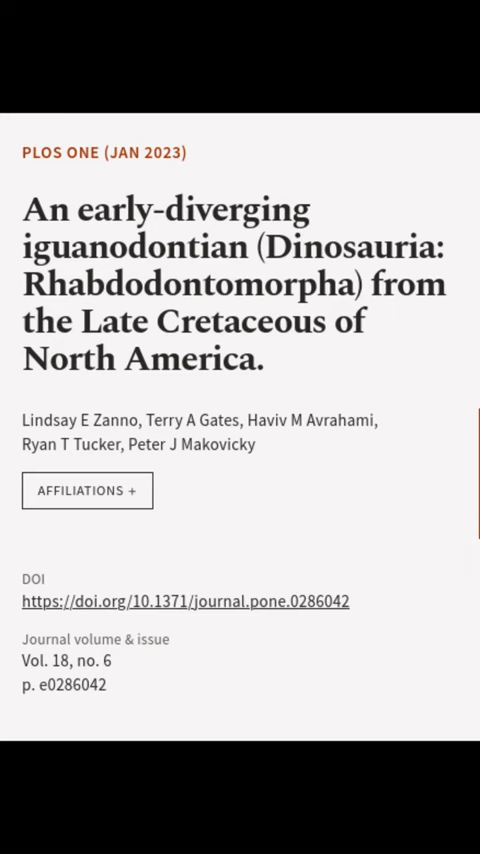 PLOS ONE (JAN 2023)
An early-diverging
iguanodontian (Dinosauria:
Rhabdodontomorpha) from
the Late Cretaceous of
North America.
Lindsay E Zanno, Terry A Gates, Haviv M Avrahami,
Ryan T Tucker, Peter J Makovicky
AFFILIATIONS +
DOI
https://doi.org/10.1371/journal.pone.0286042
Journal volume & issue
Vol. 18, no. 6
p. e0286042